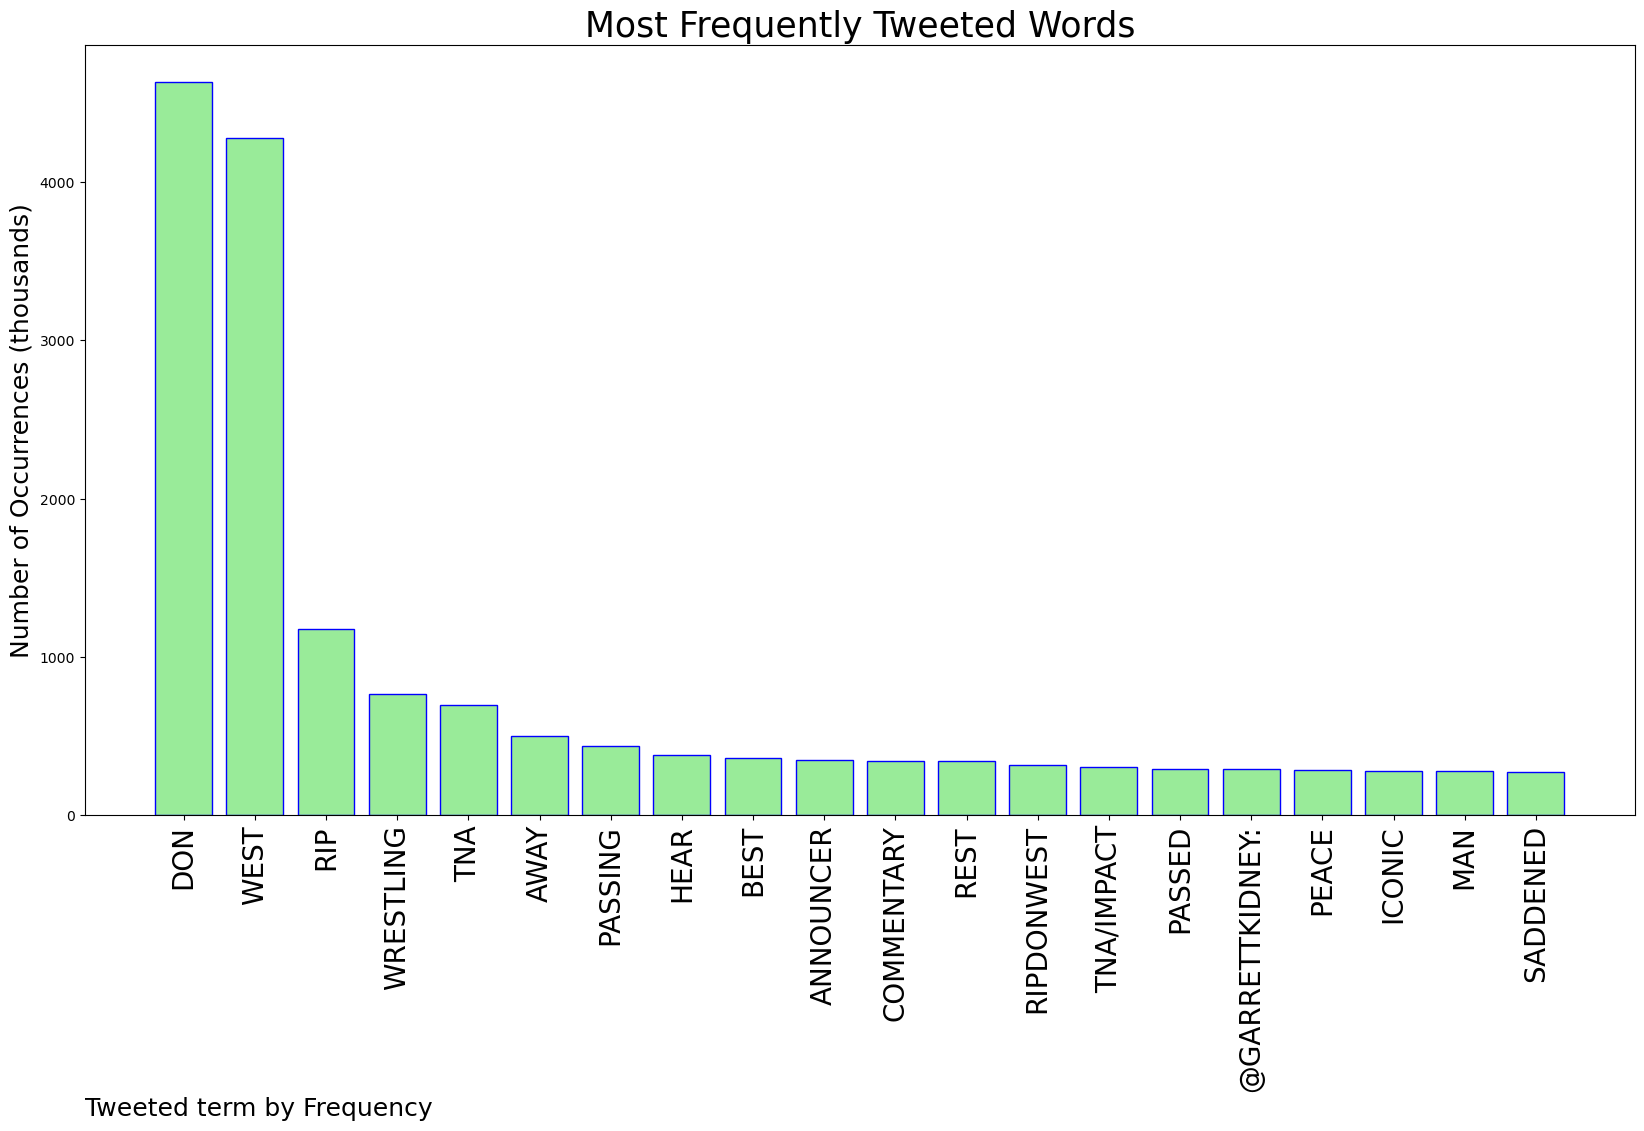 Most Frequently Tweeted Words
Number of Occurrences (thousands)
4000
3000
2000
1000
0
DON
WEST
RIP
WRESTLING
TNA
AWAY
PASSING
HEAR
BEST
ANNOUNCER
COMMENTARY
REST
RIPDONWEST
TNA/IMPACT
PASSED
@GARRETTKIDNEY:
PEACE
ICONIC
MAN
SADDENED
Tweeted term by Frequency